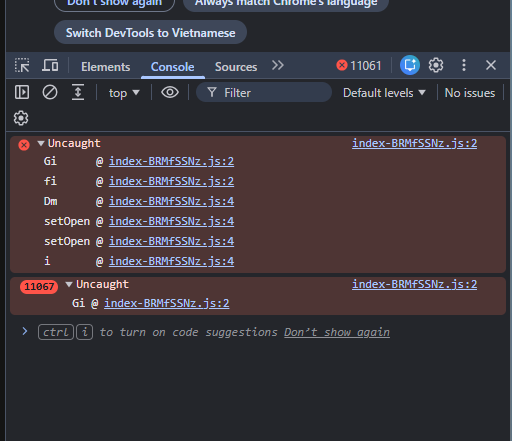 Don't show again Always match Chrome's language
Switch DevTools to Vietnamese
Elements Console Sources 11061
top Filter Default levels No issues
Uncaught index-BRMfSSNz.js:2
Gi @ index-BRMfSSNz.js:2
fi @ index-BRMfSSNz.js:2
Dm @ index-BRMfSSNz.js:4
setOpen @ index-BRMfSSNz.js:4
setOpen @ index-BRMfSSNz.js:4
i @ index-BRMfSSNz.js:4
11067 Uncaught index-BRMfSSNz.js:2
Gi @ index-BRMfSSNz.js:2
ctrl i to turn on code suggestions Don't show again